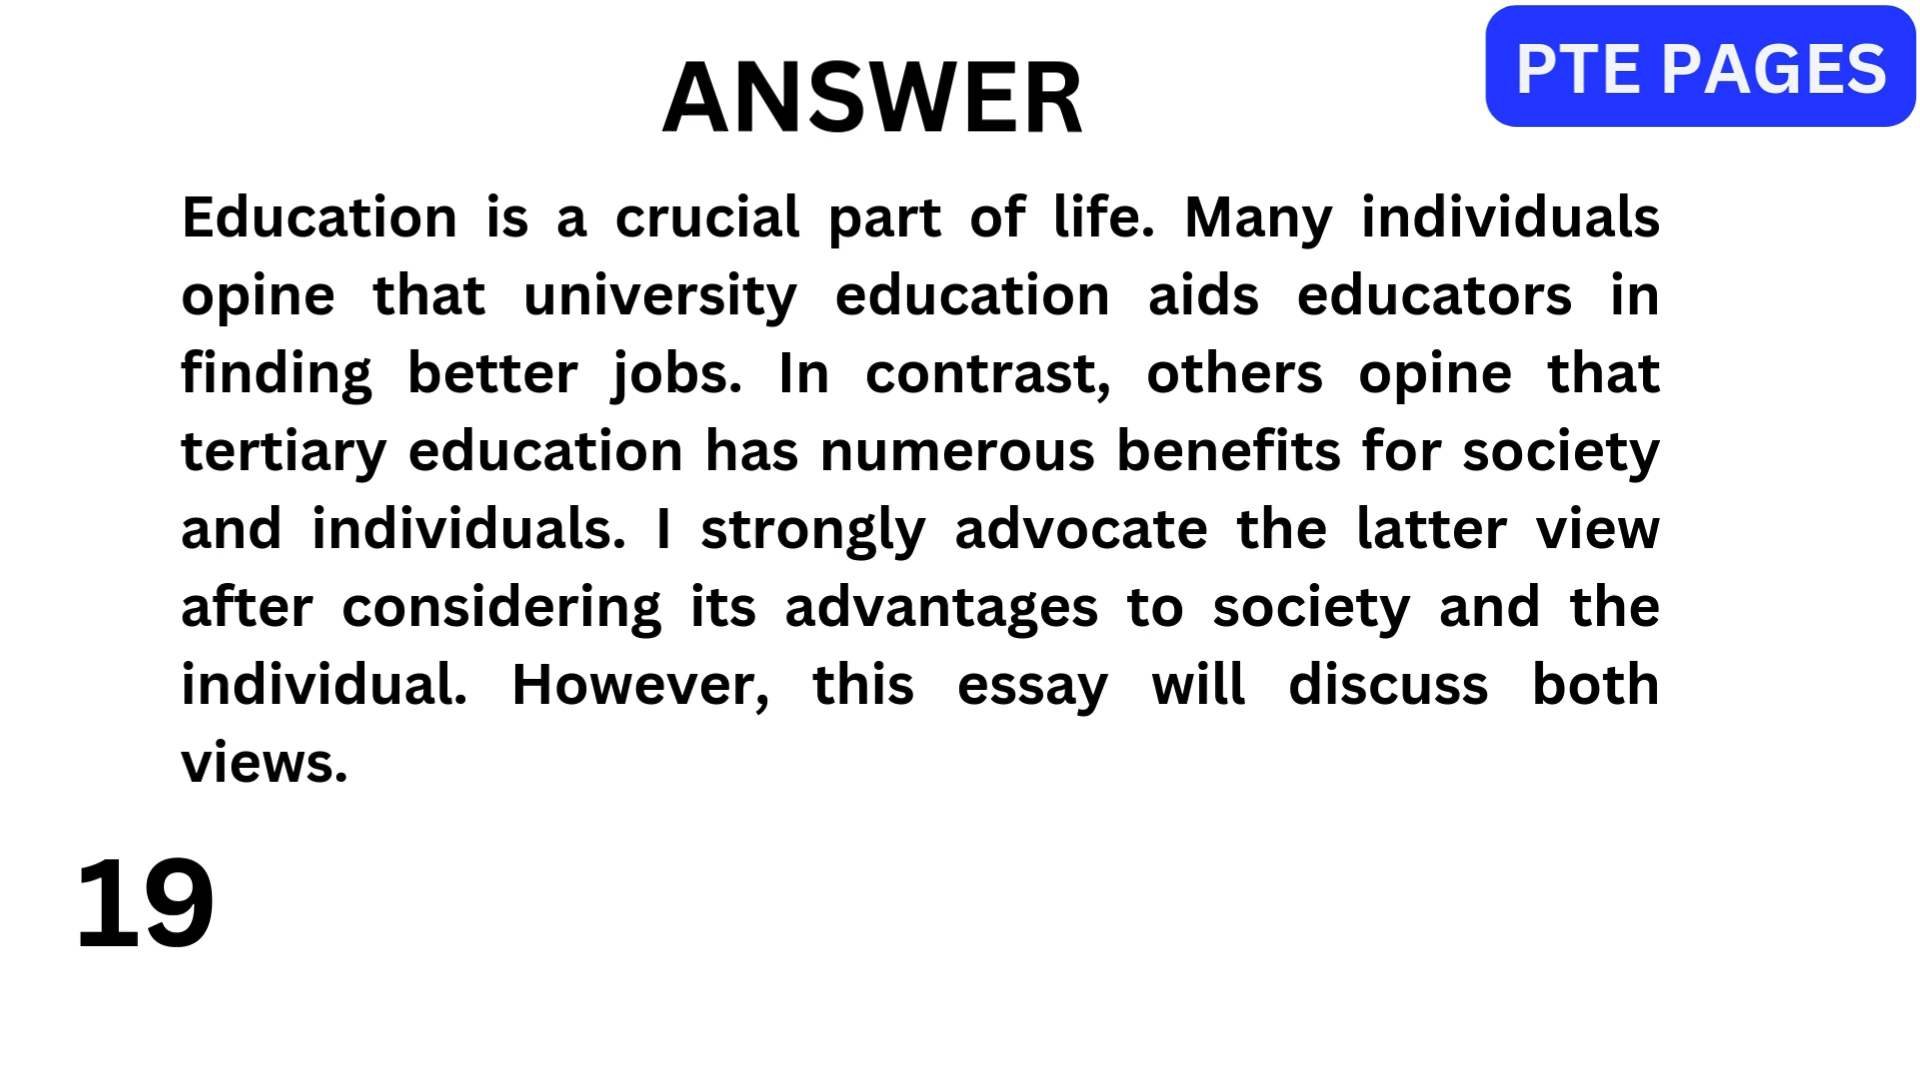 PTE PAGES
ANSWER
Education is a crucial part of life. Many individuals
opine that university education aids educators in
finding better jobs. In contrast, others opine that
tertiary education has numerous benefits for society
and individuals. I strongly advocate the latter view
after considering its advantages to society and the
individual. However, this essay will discuss both
views.
19